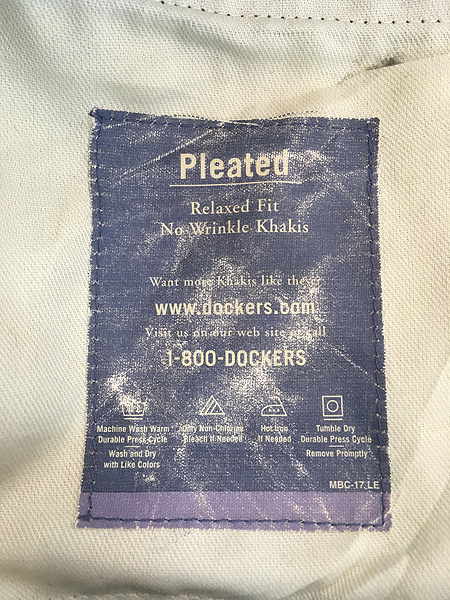 Pleated
Relaxed Fit
No Wrinkle Khakis
Want more Khakis like these?
www.dockers.com
Visit us on our web site or call
1-800-DOCKERS
Machine Wash Warm
Durable Press Cycle
Wash and Dry
with Like Colors
Only Non-Chlorine
Bleach If Needed
Hot Iron
If Needed
Tumble Dry
Durable Press Cycle
Remove Promptly
MBC-17 LE